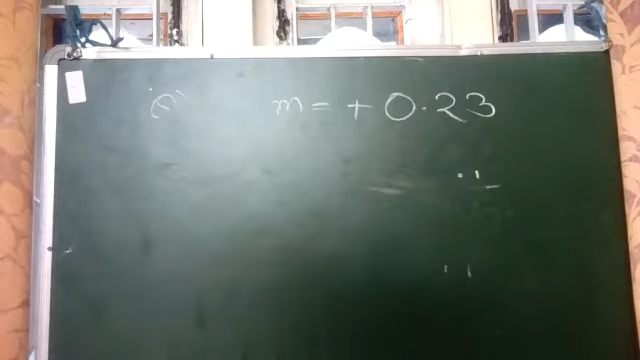 m = + 0.23